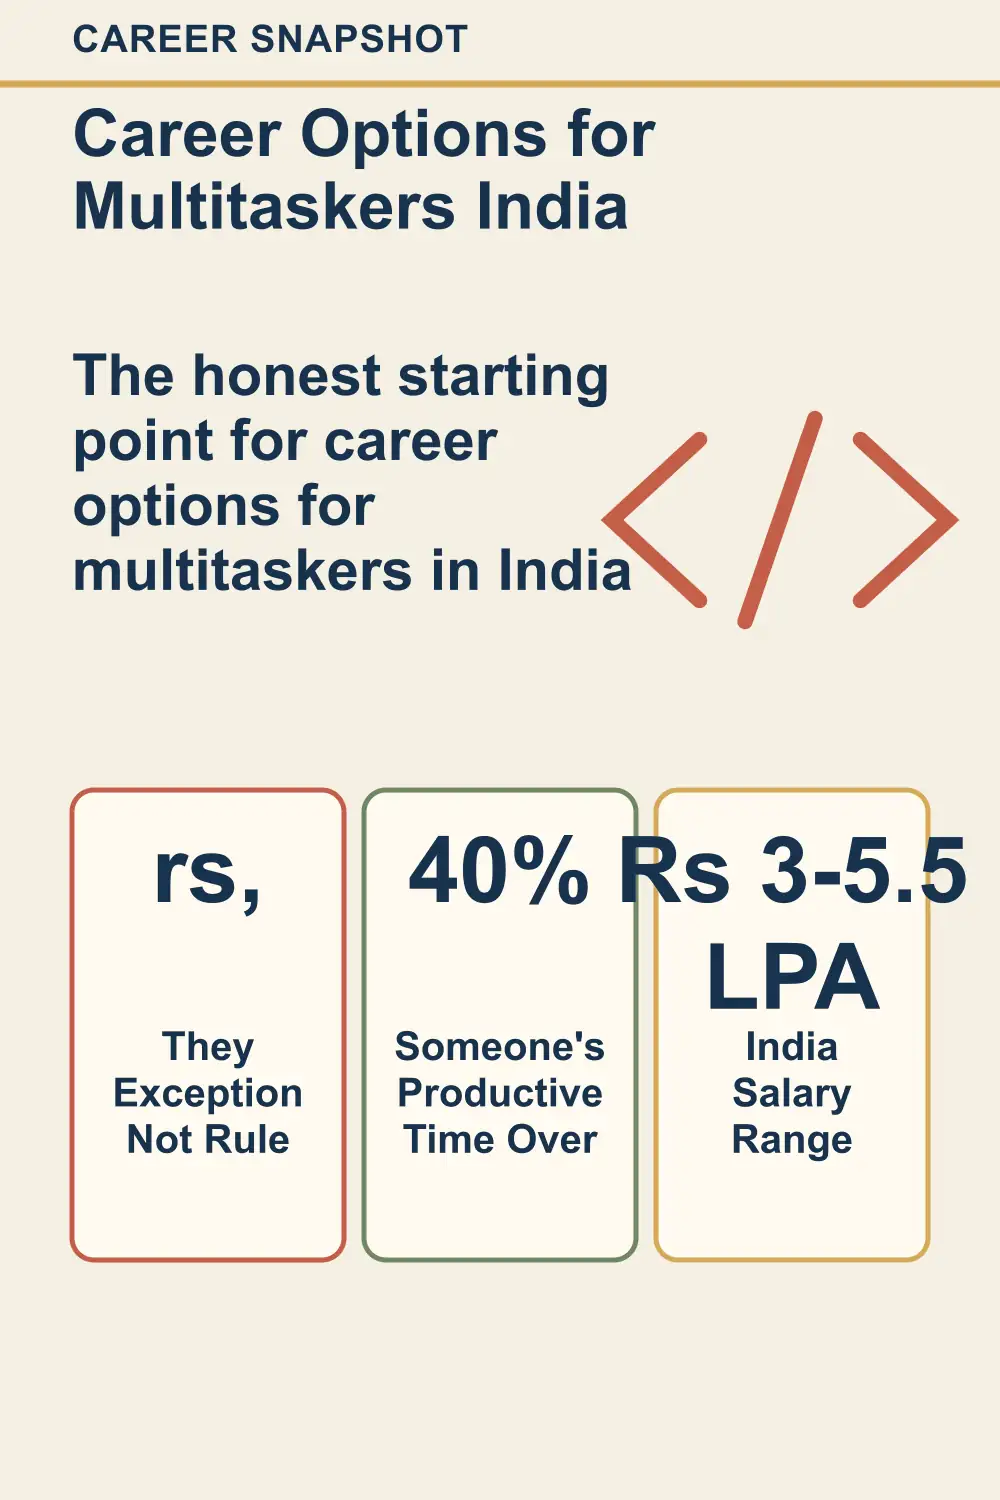 CAREER SNAPSHOT
Career Options for
Multitaskers India
The honest starting
point for career
options for
multitaskers in India
rs,
They
Exception
Not Rule
40%
Someone's
Productive
Time Over
Rs 3-5.5
LPA
India
Salary
Range